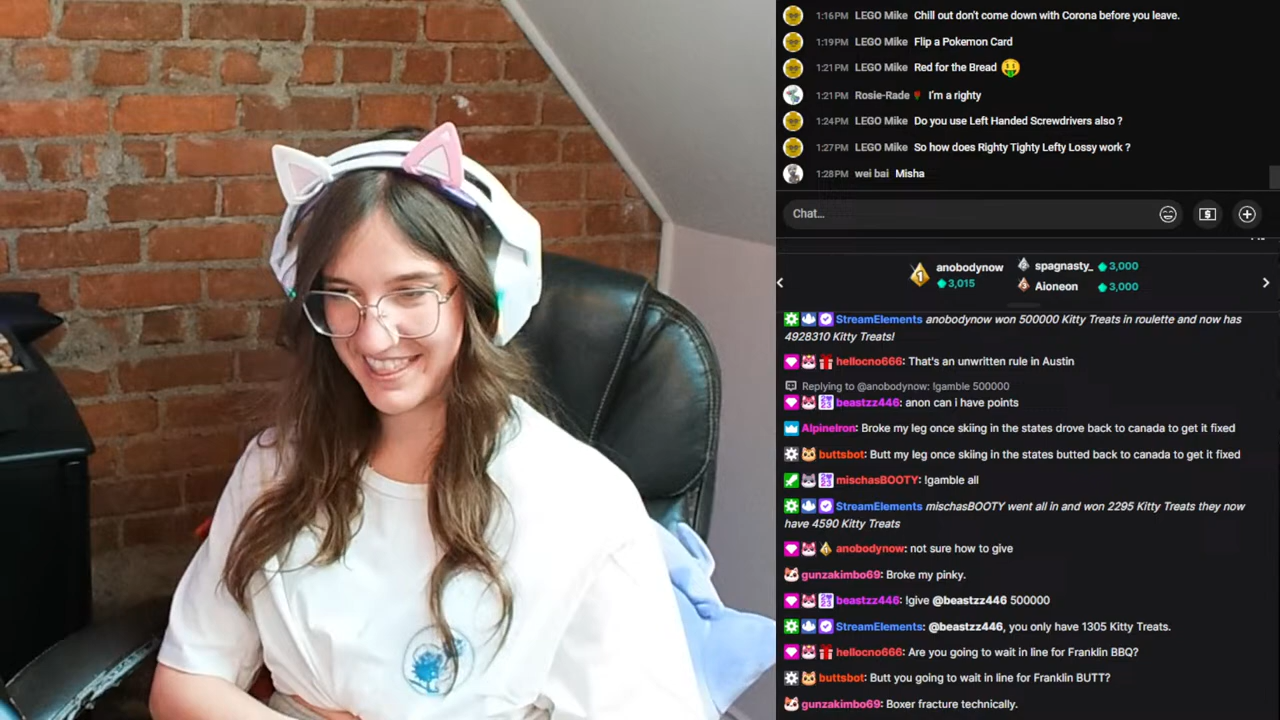 1:16PM LEGO Mike Chill out don't come down with Corona before you leave.
1:19PM LEGO Mike Flip a Pokemon Card
1:21PM LEGO Mike Red for the Bread 🤑
1:21PM Rosie-Rade🌹 I'm a righty
1:24PM LEGO Mike Do you use Left Handed Screwdrivers also ?
1:27PM LEGO Mike So how does Righty Tighty Lefty Lossy work ?
1:28PM wei bai Misha
Chat...
1 anobodynow 3,015
2 spagnasty_ 3,000
3 Aioneon 3,000
StreamElements anobodynow won 500000 Kitty Treats in roulette and now has
4928310 Kitty Treats!
hellocno666: That's an unwritten rule in Austin
Replying to @anobodynow: !gamble 500000
beastzz446: anon can i have points
AlpineIron: Broke my leg once skiing in the states drove back to canada to get it fixed
buttsbot: Butt my leg once skiing in the states butted back to canada to get it fixed
mischasBOOTY: !gamble all
StreamElements mischasBOOTY went all in and won 2295 Kitty Treats they now
have 4590 Kitty Treats
anobodynow: not sure how to give
gunzakimbo69: Broke my pinky.
beastzz446: !give @beastzz446 500000
StreamElements: @beastzz446, you only have 1305 Kitty Treats.
hellocno666: Are you going to wait in line for Franklin BBQ?
buttsbot: Butt you going to wait in line for Franklin BUTT?
gunzakimbo69: Boxer fracture technically.